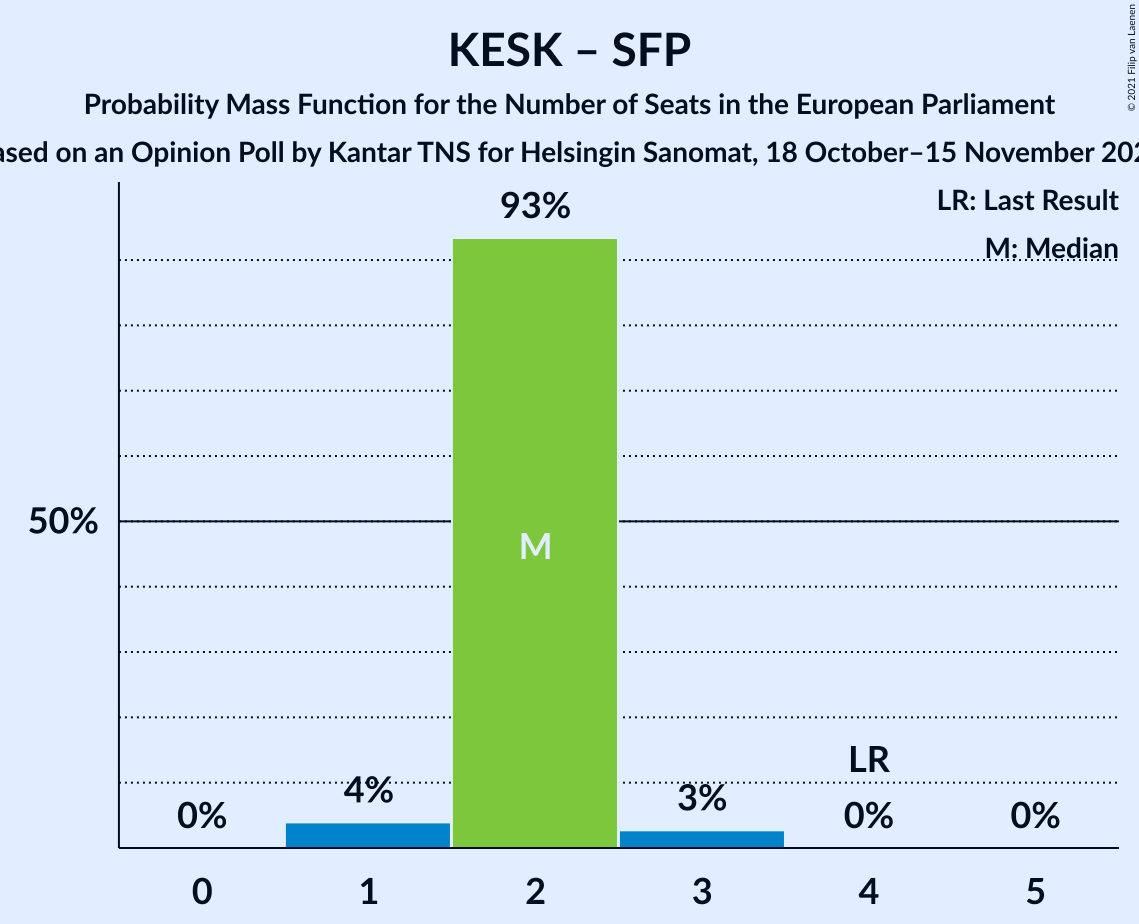 KESK – SFP
Probability Mass Function for the Number of Seats in the European Parliament
ased on an Opinion Poll by Kantar TNS for Helsingin Sanomat, 18 October–15 November 202
© 2021 Filip van Laenen
LR: Last Result
M: Median
93%
50%
M
LR
4%
3%
0%
0%
0%
0
1
2
3
4
5